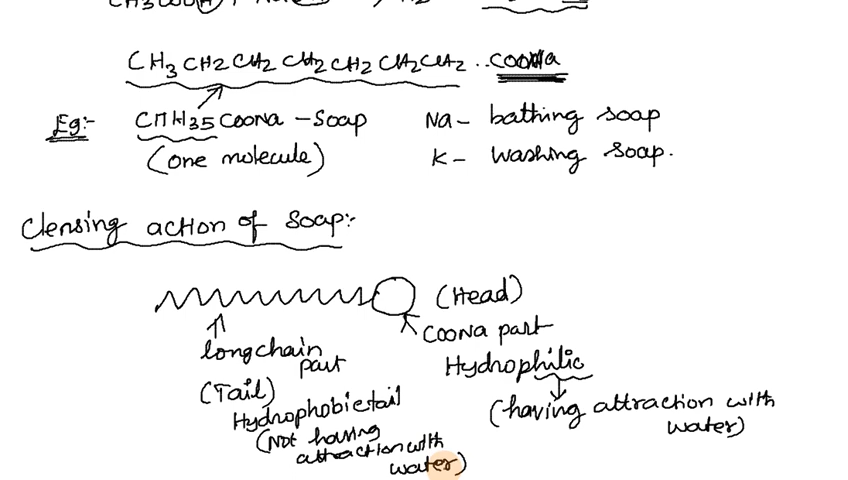 CH3 CH2 CH2 CH2 CH2 CH2 CH2 .. COONa
Eg:- C17H35 COONa - Soap
(one molecule)
Na - bathing soap
K - washing soap.
Clensing action of soap:-
(Head)
COONa part
Hydrophilic
(having attraction with
water)
long chain
part
(Tail)
Hydrophobic tail
(Not having
attraction with
water)